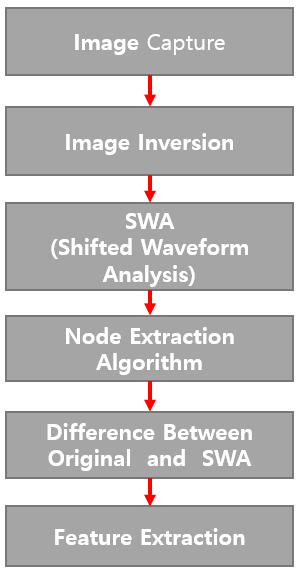 Image Capture
Image Inversion
SWA
(Shifted Waveform
Analysis)
Node Extraction
Algorithm
Difference Between
Original and SWA
Feature Extraction